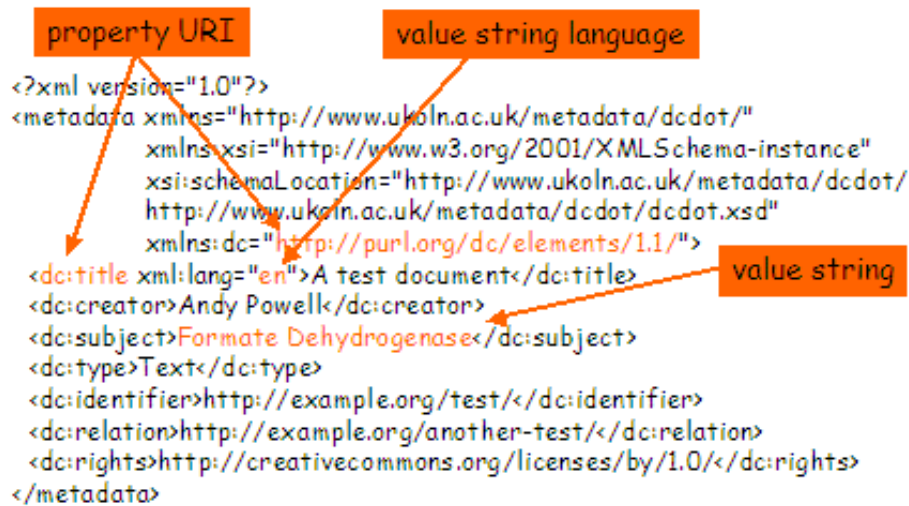 property URI
value string language
<?xml version="1.0"?>
<metadata xmlns="http://www.ukoln.ac.uk/metadata/dcdot/"
xmlns:xsi="http://www.w3.org/2001/XMLSchema-instance"
xsi:schemaLocation="http://www.ukoln.ac.uk/metadata/dcdot/
http://www.ukoln.ac.uk/metadata/dcdot/dcdot.xsd"
xmlns:dc="http://purl.org/dc/elements/1.1/">
<dc:title xml:lang="en">A test document</dc:title>
value string
<dc:creator>Andy Powell</dc:creator>
<dc:subject>Formate Dehydrogenase</dc:subject>
<dc:type>Text</dc:type>
<dc:identifier>http://example.org/test/</dc:identifier>
<dc:relation>http://example.org/another-test/</dc:relation>
<dc:rights>http://creativecommons.org/licenses/by/1.0/</dc:rights>
</metadata>